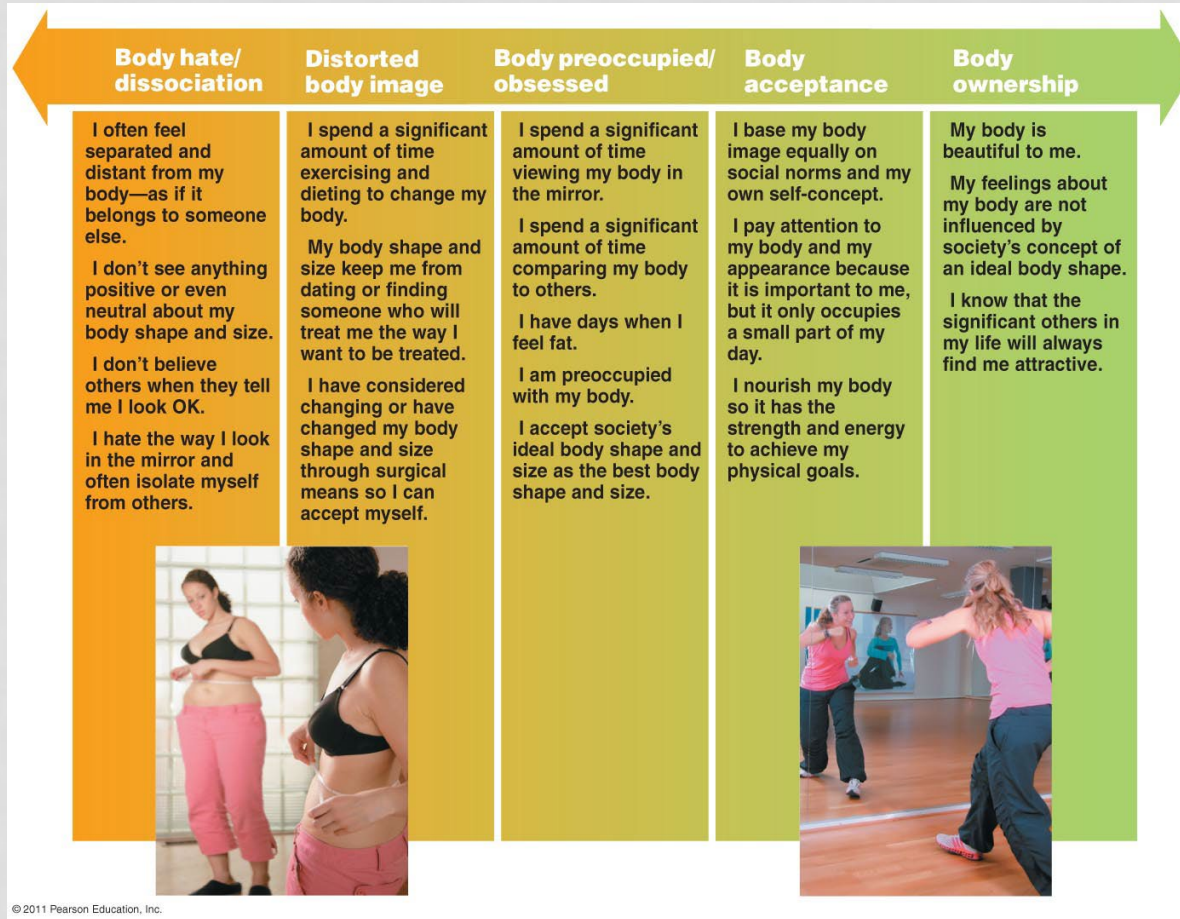 Body hate/
dissociation
Distorted
body image
Body preoccupied/
obsessed
Body
acceptance
Body
ownership
I often feel
separated and
distant from my
body—as if it
belongs to someone
else.
I don't see anything
positive or even
neutral about my
body shape and size.
I don't believe
others when they tell
me I look OK.
I hate the way I look
in the mirror and
often isolate myself
from others.
I spend a significant
amount of time
exercising and
dieting to change my
body.
My body shape and
size keep me from
dating or finding
someone who will
treat me the way I
want to be treated.
I have considered
changing or have
changed my body
shape and size
through surgical
means so I can
accept myself.
I spend a significant
amount of time
viewing my body in
the mirror.
I spend a significant
amount of time
comparing my body
to others.
I have days when I
feel fat.
I am preoccupied
with my body.
I accept society's
ideal body shape and
size as the best body
shape and size.
I base my body
image equally on
social norms and my
own self-concept.
I pay attention to
my body and my
appearance because
it is important to me,
but it only occupies
a small part of my
day.
I nourish my body
so it has the
strength and energy
to achieve my
physical goals.
My body is
beautiful to me.
My feelings about
my body are not
influenced by
society's concept of
an ideal body shape.
I know that the
significant others in
my life will always
find me attractive.
© 2011 Pearson Education, Inc.